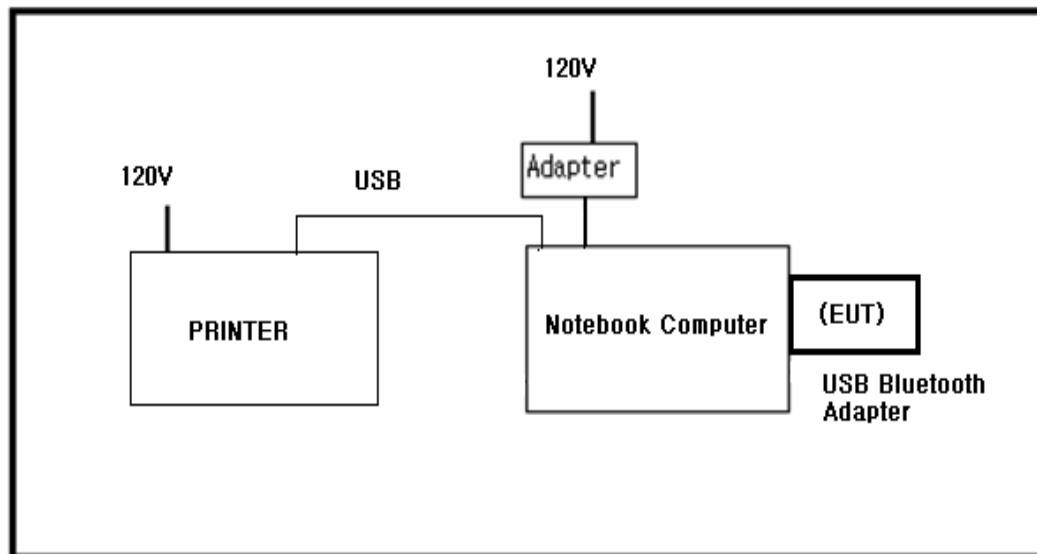 120V
Adapter
120V
USB
PRINTER
Notebook Computer
(EUT)
USB Bluetooth
Adapter